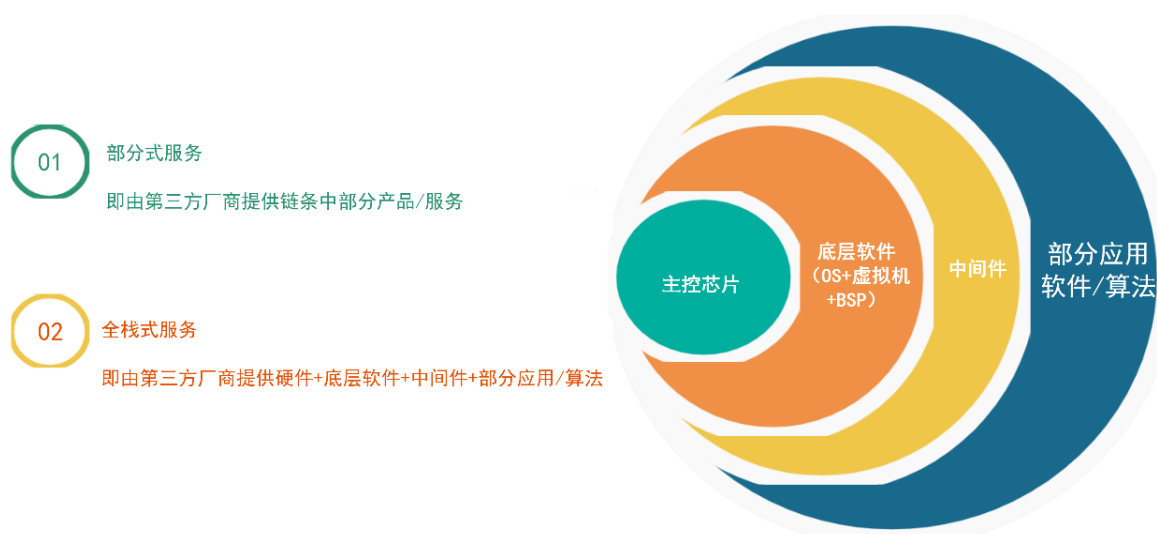 01
部分式服务
即由第三方厂商提供链条中部分产品/服务
02
全栈式服务
即由第三方厂商提供硬件+底层软件+中间件+部分应用/算法
主控芯片
底层软件
（OS+虚拟机
+BSP）
中间件
部分应用
软件/算法